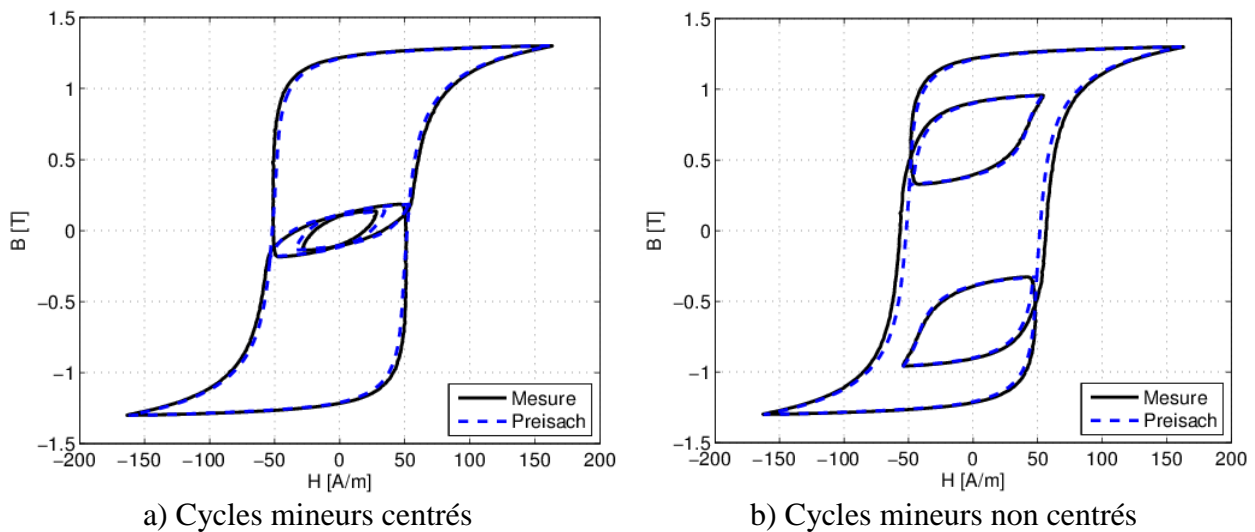 1.5
1
0.5
0
−0.5
−1
−1.5
B [T]
−200 −150 −100 −50 0 50 100 150 200
H [A/m]
Mesure
Preisach
a) Cycles mineurs centrés
1.5
1
0.5
0
−0.5
−1
−1.5
B [T]
−200 −150 −100 −50 0 50 100 150 200
H [A/m]
Mesure
Preisach
b) Cycles mineurs non centrés